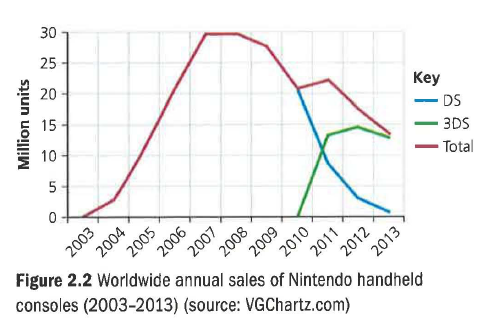 30
25
20
15
10
5
0
Million units
2003
2004
2005
2006
2007
2008
2009
2010
2011
2012
2013
Key
DS
3DS
Total
Figure 2.2 Worldwide annual sales of Nintendo handheld
consoles (2003–2013) (source: VGChartz.com)